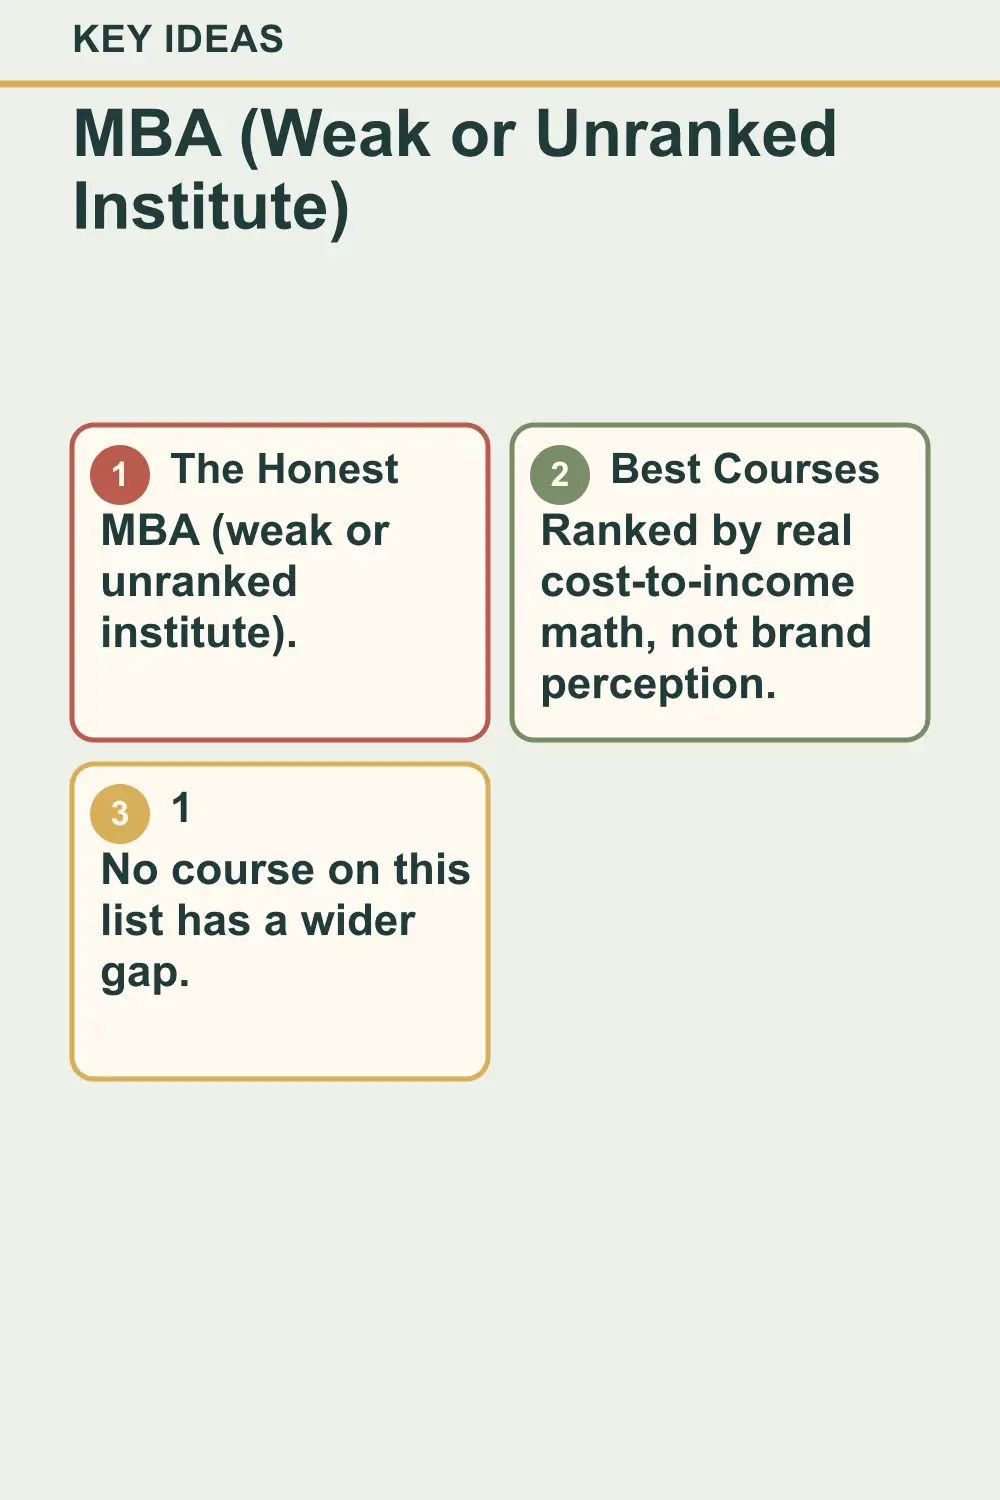 KEY IDEAS
MBA (Weak or Unranked
Institute)
1 The Honest
MBA (weak or
unranked
institute).
2 Best Courses
Ranked by real
cost-to-income
math, not brand
perception.
3 1
No course on this
list has a wider
gap.